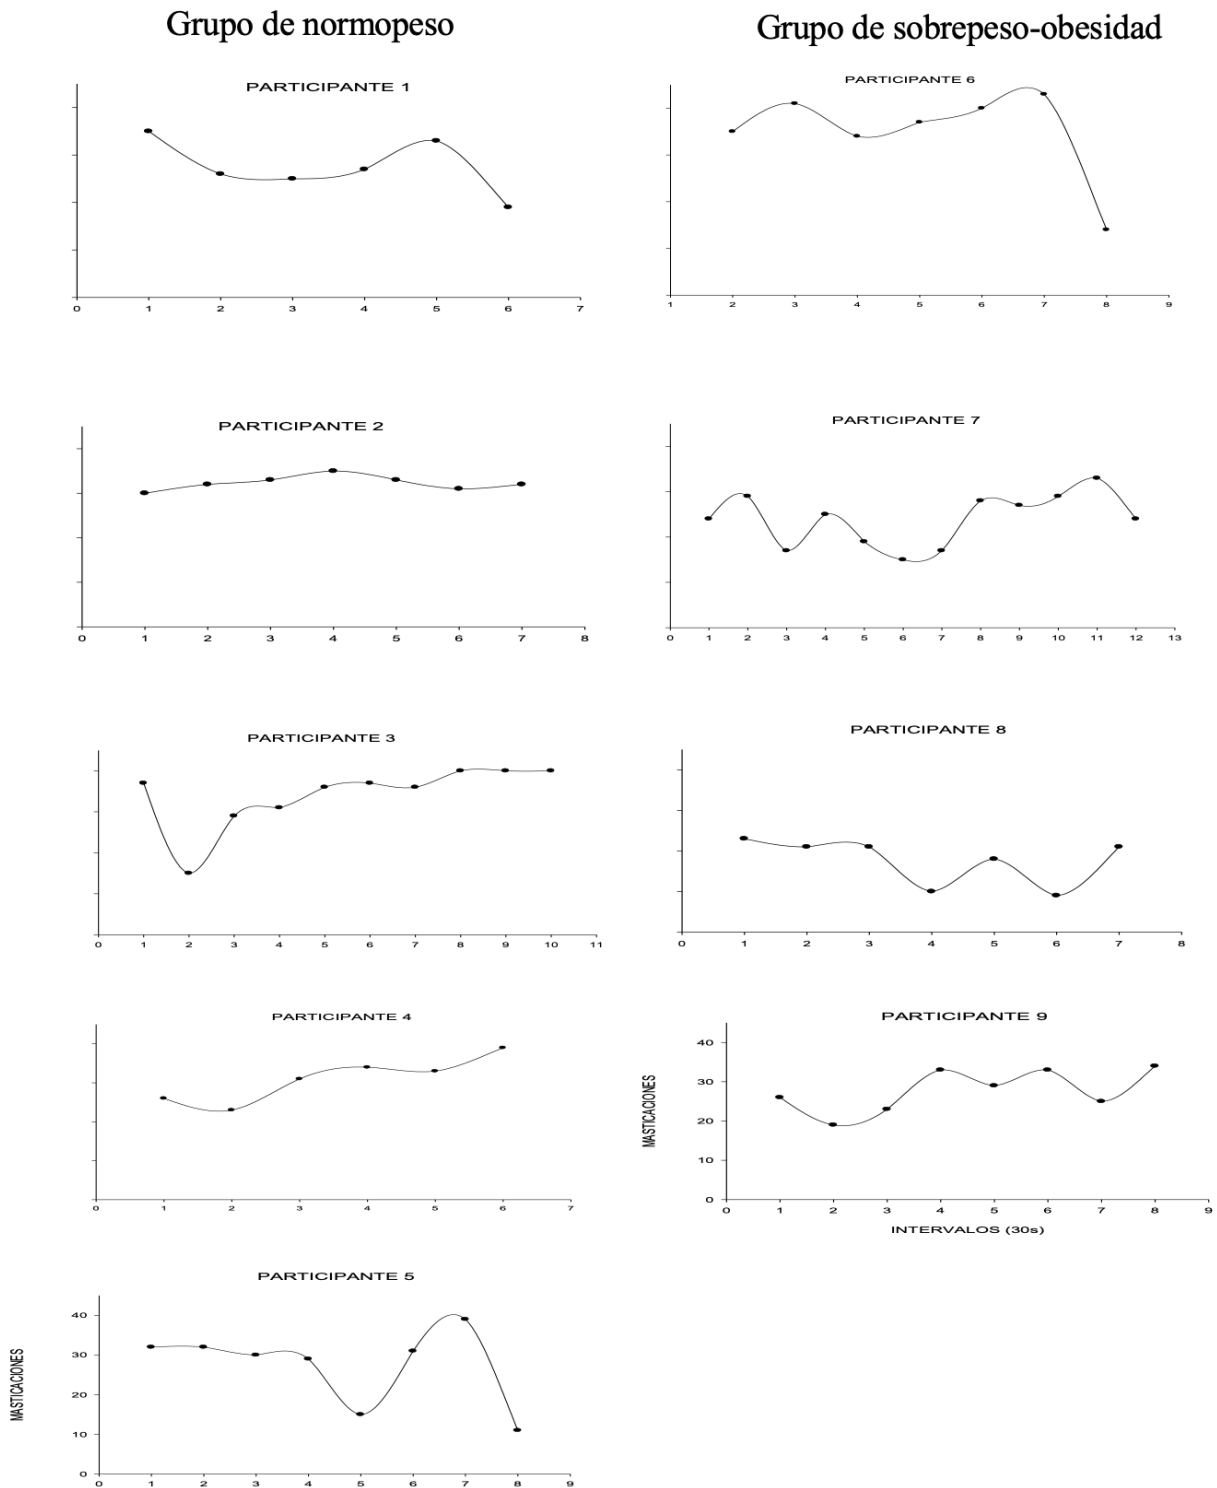 Grupo de normopeso
Grupo de sobrepeso-obesidad
PARTICIPANTE 1
0 1 2 3 4 5 6 7
PARTICIPANTE 6
1 2 3 4 5 6 7 8 9
PARTICIPANTE 2
0 1 2 3 4 5 6 7 8
PARTICIPANTE 7
0 1 2 3 4 5 6 7 8 9 10 11 12 13
PARTICIPANTE 3
0 1 2 3 4 5 6 7 8 9 10 11
PARTICIPANTE 8
0 1 2 3 4 5 6 7 8
PARTICIPANTE 4
0 1 2 3 4 5 6 7
PARTICIPANTE 9
MASTICACIONES
40
30
20
10
0
0 1 2 3 4 5 6 7 8 9
INTERVALOS (30s)
PARTICIPANTE 5
MASTICACIONES
40
30
20
10
0
0 1 2 3 4 5 6 7 8 9